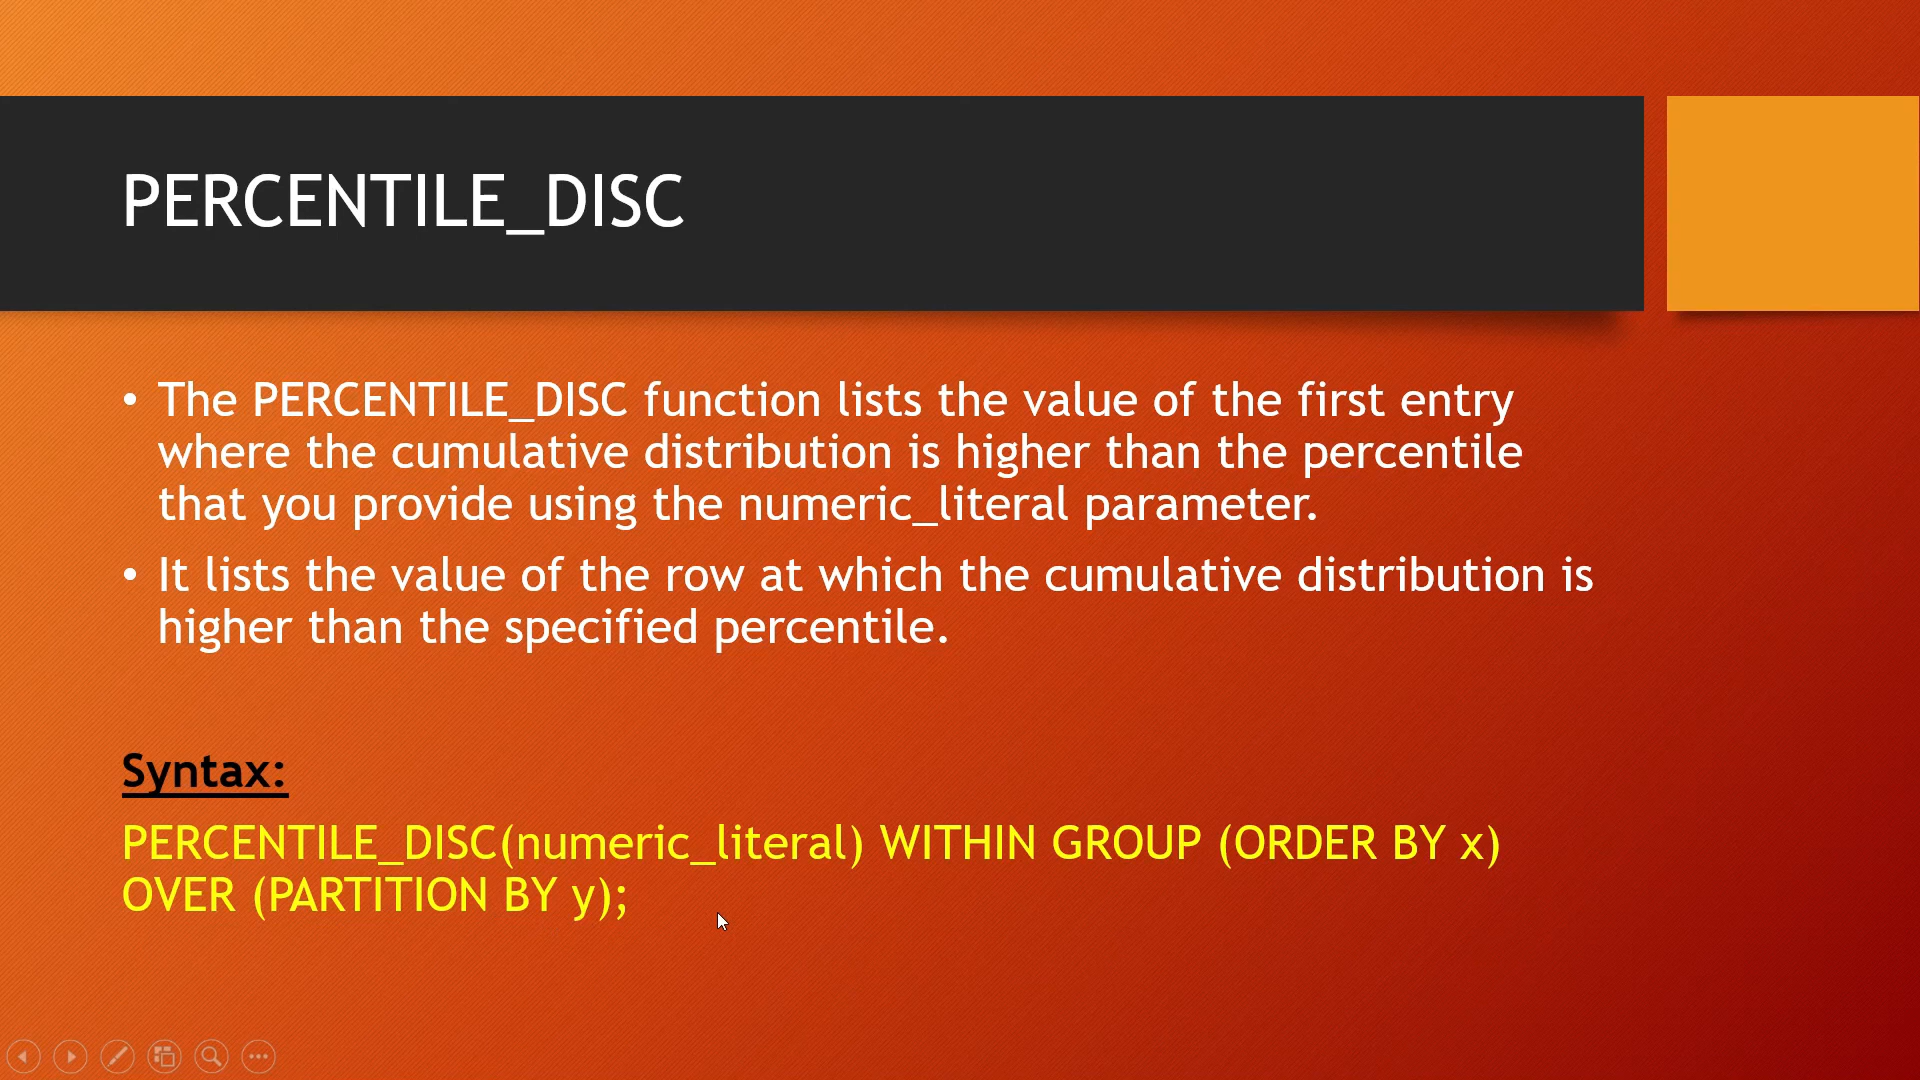 PERCENTILE_DISC
• The PERCENTILE_DISC function lists the value of the first entry
where the cumulative distribution is higher than the percentile
that you provide using the numeric_literal parameter.
• It lists the value of the row at which the cumulative distribution is
higher than the specified percentile.
Syntax:
PERCENTILE_DISC(numeric_literal) WITHIN GROUP (ORDER BY x)
OVER (PARTITION BY y);